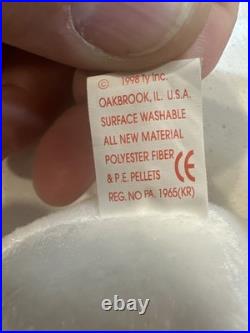 © 1998 Ty Inc.
OAKBROOK, IL. U.S.A.
SURFACE WASHABLE
ALL NEW MATERIAL
POLYESTER FIBER
& P.E. PELLETS CE
REG. NO PA. 1965(KR)